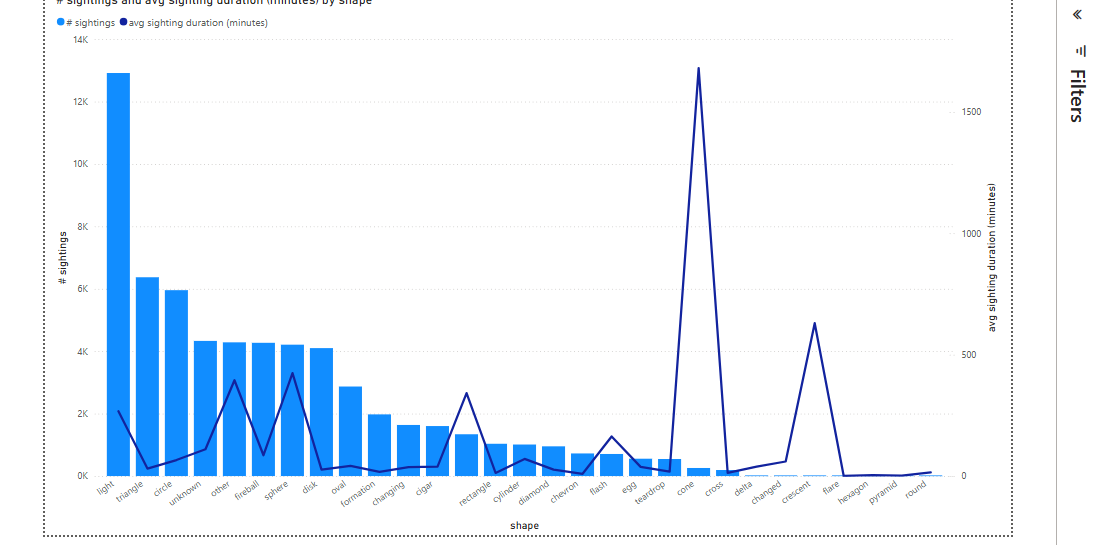 # sightings and avg sighting duration (minutes) by shape
# sightings avg sighting duration (minutes)
14K
12K
10K
8K
6K
4K
2K
0K
# sightings
1500
1000
500
0
avg sighting duration (minutes)
light
triangle
circle
unknown
other
fireball
sphere
disk
oval
formation
changing
cigar
rectangle
cylinder
diamond
chevron
flash
egg
teardrop
cone
cross
delta
changed
crescent
flare
hexagon
pyramid
round
shape
Filters